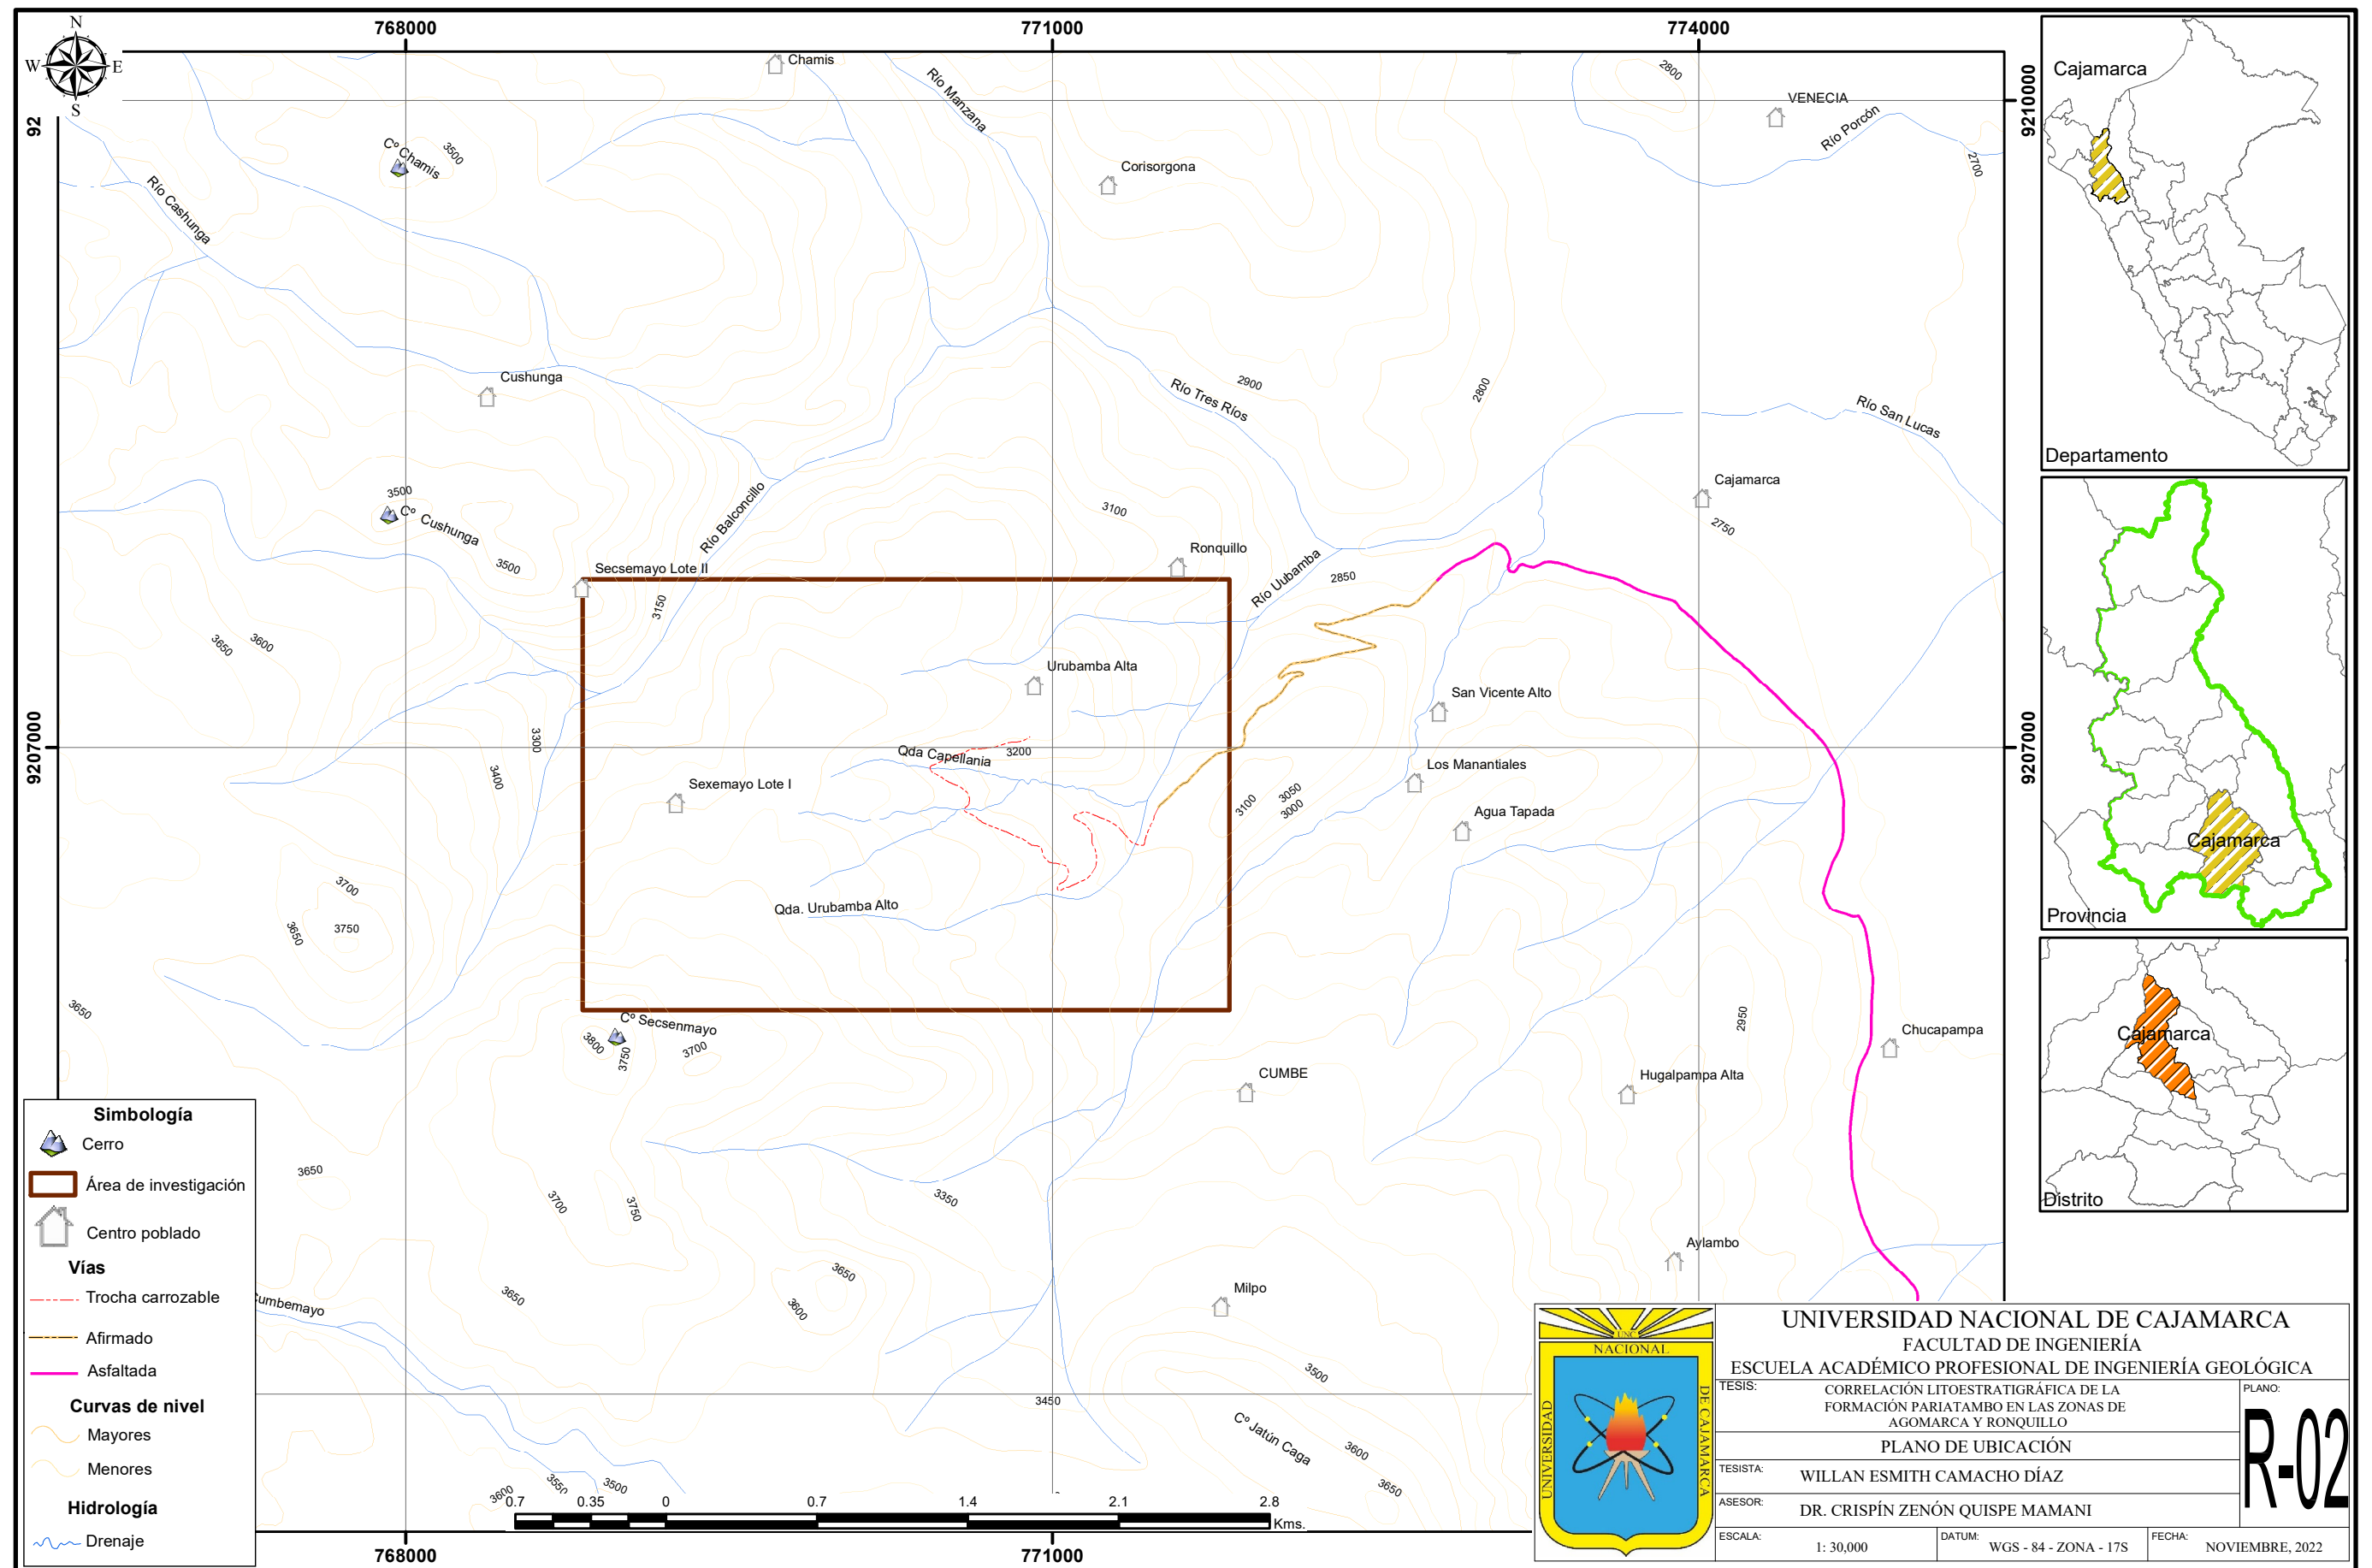 768000
771000
774000
N
W
E
S
92
9210000
9207000
9207000
Chamis
Río Manzana
VENECIA
Río Porcón
2800
2700
Cº Chamis
3500
Río Cashunga
Corisorgona
Cushunga
Río Tres Ríos
2900
2800
Río San Lucas
3500
Cº Cushunga
3500
Río Balconcillo
3100
Cajamarca
2750
Secsemayo Lote II
Ronquillo
Río Uubamba
2850
3150
3650
3600
Urubamba Alta
San Vicente Alto
3300
3400
Qda Capellania
3200
Sexemayo Lote I
Los Manantiales
3100
3050
3000
Agua Tapada
3700
3650
3750
Qda. Urubamba Alto
3650
Cº Secsenmayo
3800
3750
3700
2950
Chucapampa
CUMBE
Hugalpampa Alta
3650
3700
3750
3350
Aylambo
3650
3650
3600
Milpo
umbemayo
3500
3450
Cº Jatún Caga
3600
3650
3600
3550
3500
0.7
0.35
0
0.7
1.4
2.1
2.8
Kms.
768000
771000
Simbología
Cerro
Área de investigación
Centro poblado
Vías
Trocha carrozable
Afirmado
Asfaltada
Curvas de nivel
Mayores
Menores
Hidrología
Drenaje
Cajamarca
Departamento
Cajamarca
Provincia
Cajamarca
Distrito
UNC
NACIONAL
UNIVERSIDAD
DE CAJAMARCA
UNIVERSIDAD NACIONAL DE CAJAMARCA
FACULTAD DE INGENIERÍA
ESCUELA ACADÉMICO PROFESIONAL DE INGENIERÍA GEOLÓGICA
TESIS:
CORRELACIÓN LITOESTRATIGRÁFICA DE LA
FORMACIÓN PARIATAMBO EN LAS ZONAS DE
AGOMARCA Y RONQUILLO
PLANO:
R-02
PLANO DE UBICACIÓN
TESISTA:
WILLAN ESMITH CAMACHO DÍAZ
ASESOR:
DR. CRISPÍN ZENÓN QUISPE MAMANI
ESCALA:
1: 30,000
DATUM:
WGS - 84 - ZONA - 17S
FECHA:
NOVIEMBRE, 2022